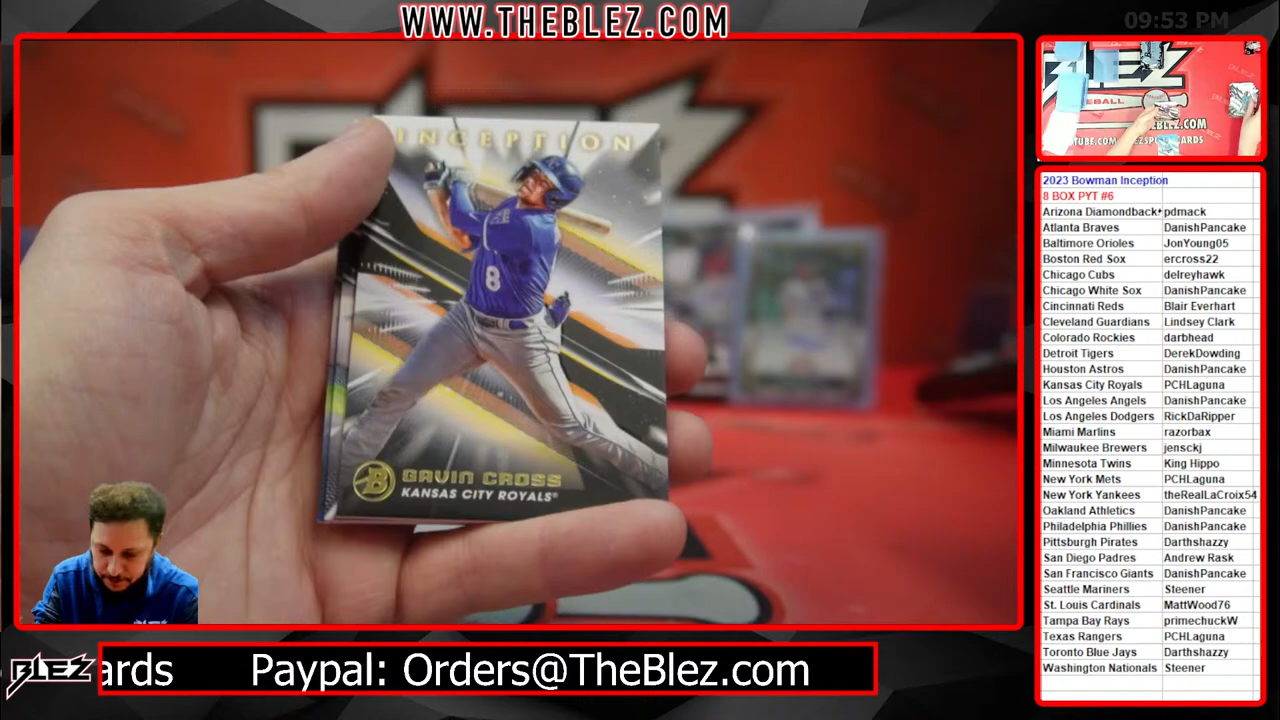 WWW.THEBLEZ.COM
09:53 PM
INCEPTION
8
GAVIN CROSS
KANSAS CITY ROYALS
BLEZ
.COM
2023 Bowman Inception
8 BOX PYT #6
Arizona Diamondback pdmack
Atlanta Braves DanishPancake
Baltimore Orioles JonYoung05
Boston Red Sox ercross22
Chicago Cubs delreyhawk
Chicago White Sox DanishPancake
Cincinnati Reds Blair Everhart
Cleveland Guardians Lindsey Clark
Colorado Rockies darbhead
Detroit Tigers DerekDowding
Houston Astros DanishPancake
Kansas City Royals PCHLaguna
Los Angeles Angels DanishPancake
Los Angeles Dodgers RickDaRipper
Miami Marlins razorbax
Milwaukee Brewers jensckj
Minnesota Twins King Hippo
New York Mets PCHLaguna
New York Yankees theRealLaCroix54
Oakland Athletics DanishPancake
Philadelphia Phillies DanishPancake
Pittsburgh Pirates Darthshazzy
San Diego Padres Andrew Rask
San Francisco Giants DanishPancake
Seattle Mariners Steener
St. Louis Cardinals MattWood76
Tampa Bay Rays primechuckW
Texas Rangers PCHLaguna
Toronto Blue Jays Darthshazzy
Washington Nationals Steener
BLEZ
ards Paypal: Orders@TheBlez.com